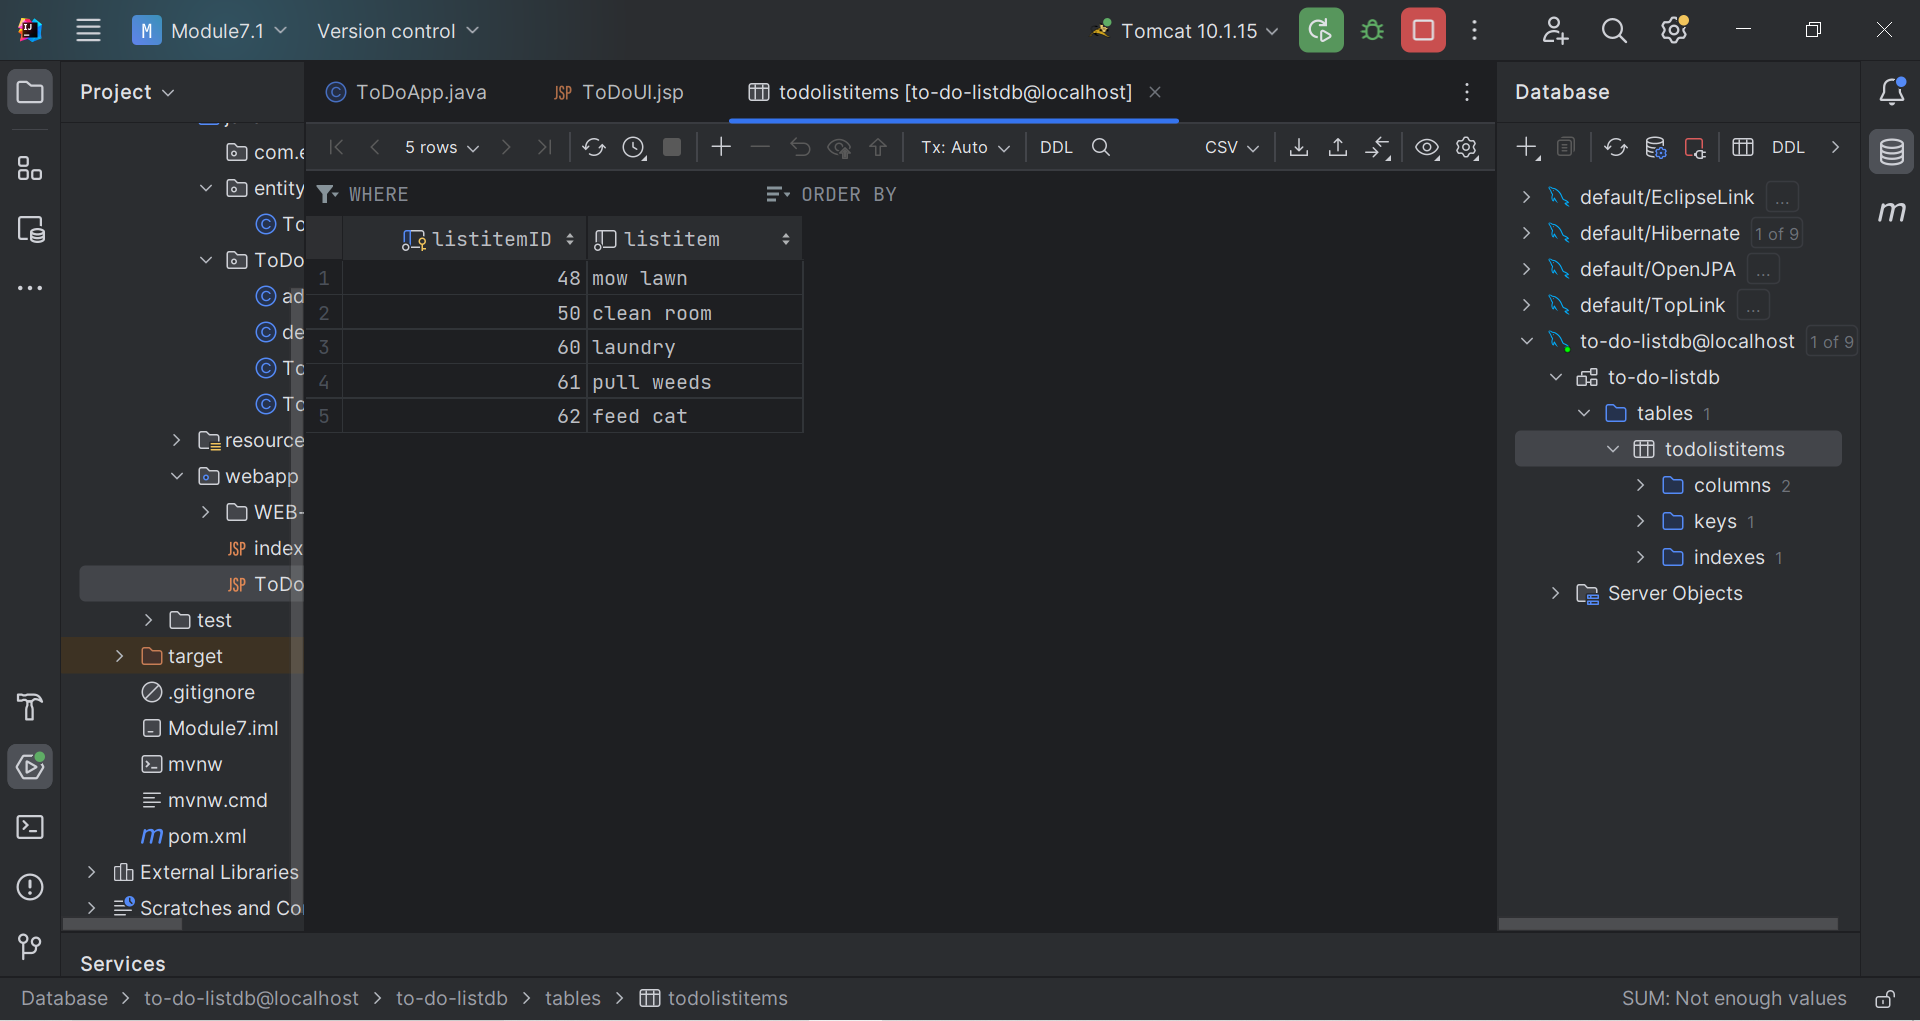 M Module7.1 Version control Tomcat 10.1.15
Project ToDoApp.java JSP ToDoUI.jsp todolistitems [to-do-listdb@localhost] Database
5 rows Tx: Auto DDL CSV DDL
WHERE ORDER BY
listitemID listitem
1 48 mow lawn
2 50 clean room
3 60 laundry
4 61 pull weeds
5 62 feed cat
com.e
entity
C To
ToDo
C ad
C de
C To
C To
resource
webapp
WEB-
JSP index
JSP ToDo
test
target
.gitignore
Module7.iml
mvnw
mvnw.cmd
m pom.xml
External Libraries
Scratches and Co
default/EclipseLink ...
default/Hibernate 1 of 9
default/OpenJPA ...
default/TopLink ...
to-do-listdb@localhost 1 of 9
to-do-listdb
tables 1
todolistitems
columns 2
keys 1
indexes 1
Server Objects
m
Services
Database > to-do-listdb@localhost > to-do-listdb > tables > todolistitems SUM: Not enough values